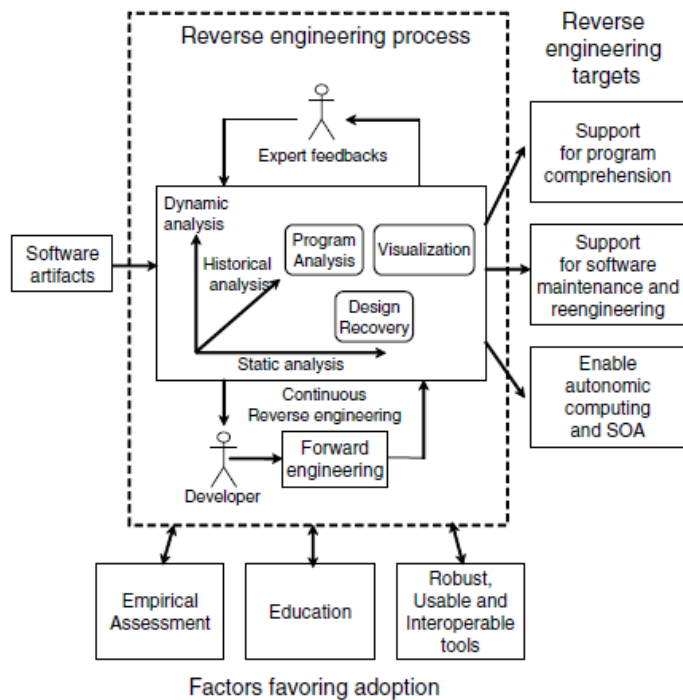 Reverse engineering process
Reverse
engineering
targets
Expert feedbacks
Support
for program
comprehension
Dynamic
analysis
Program
Analysis
Visualization
Software
artifacts
Historical
analysis
Support
for software
maintenance and
reengineering
Design
Recovery
Static analysis
Enable
autonomic
computing
and SOA
Continuous
Reverse engineering
Forward
engineering
Developer
Empirical
Assessment
Education
Robust,
Usable and
Interoperable
tools
Factors favoring adoption